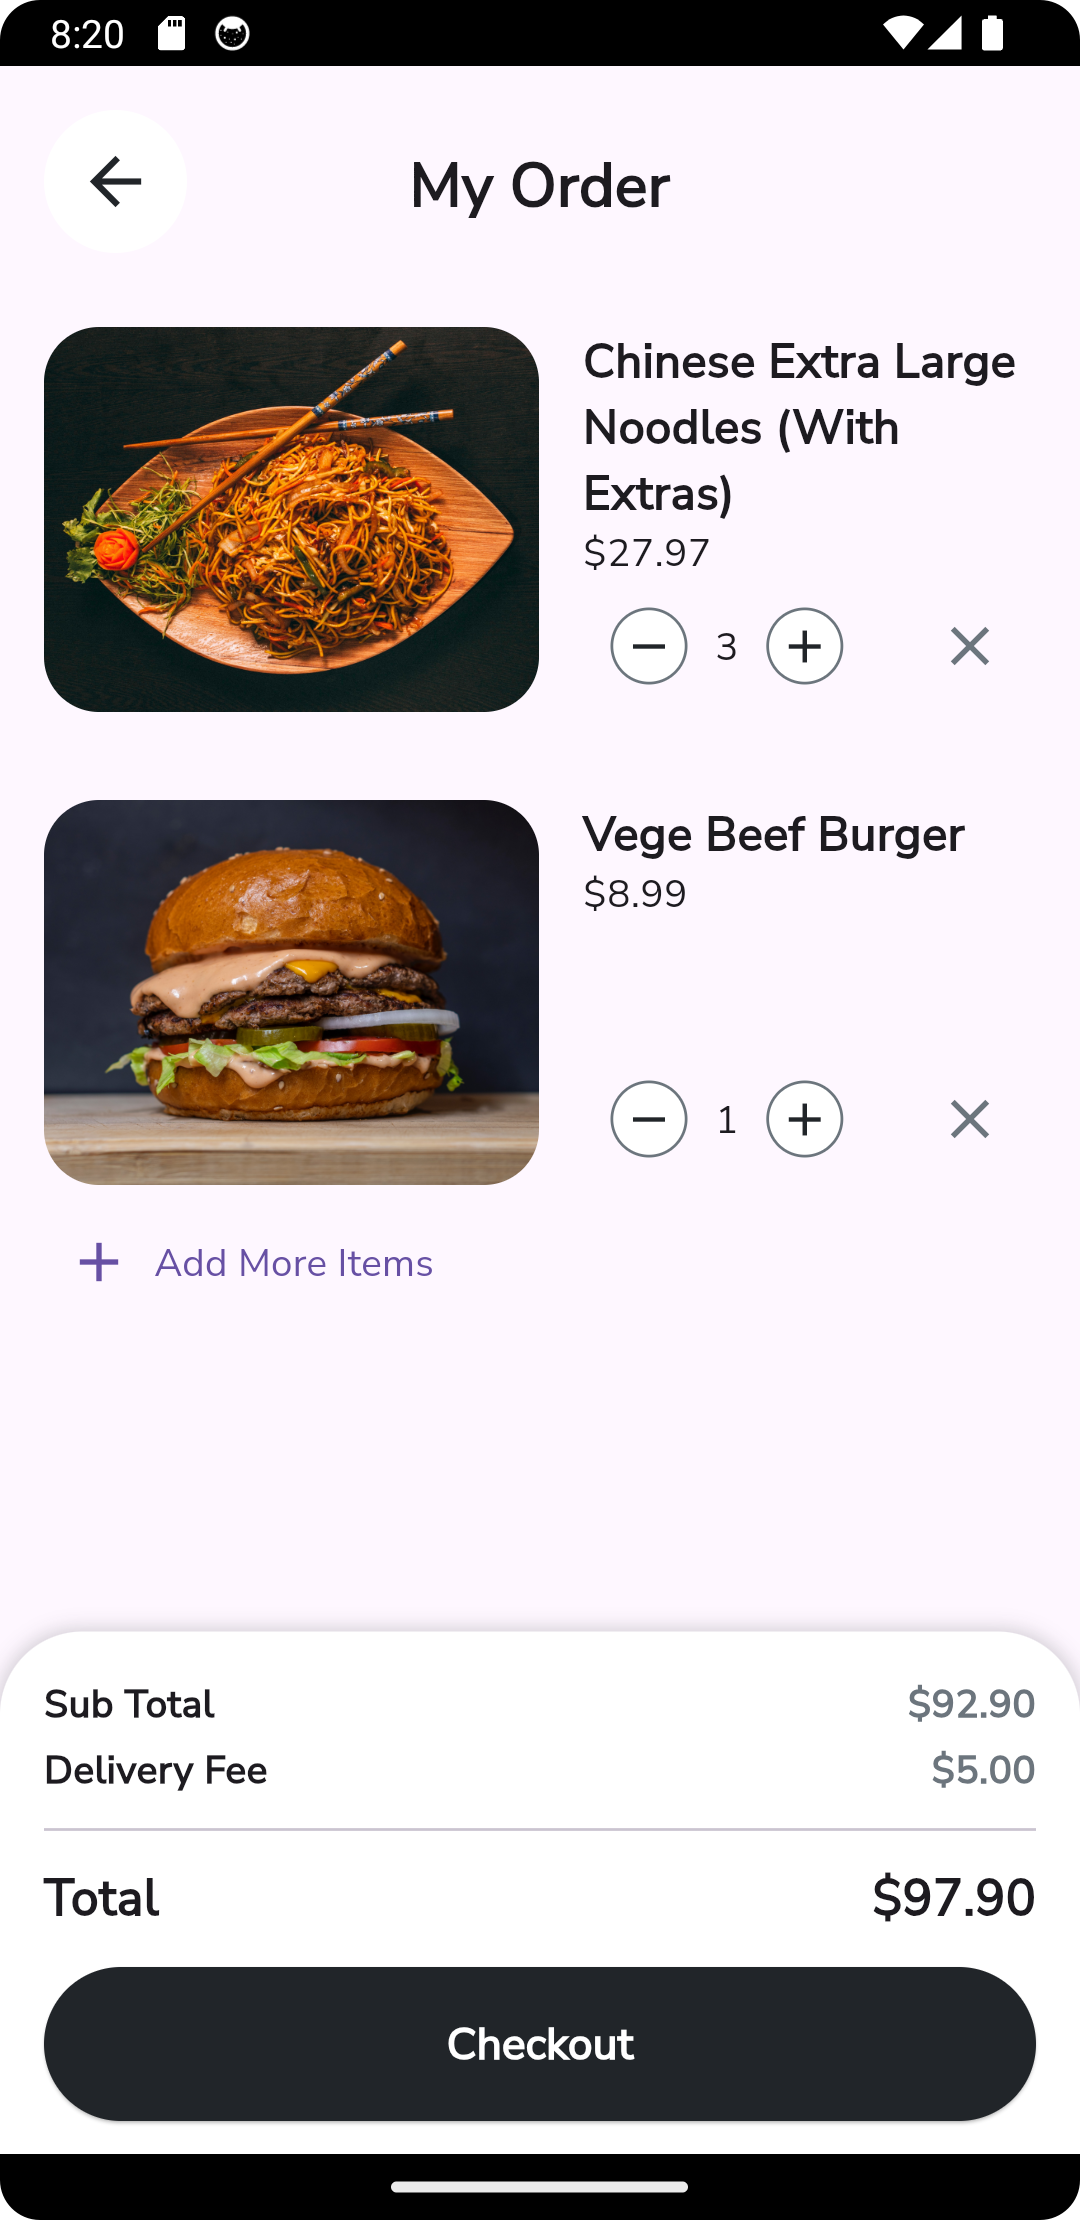 8:20
My Order
Chinese Extra Large
Noodles (With
Extras)
$27.97
3
Vege Beef Burger
$8.99
1
Add More Items
Sub Total $92.90
Delivery Fee $5.00
Total $97.90
Checkout